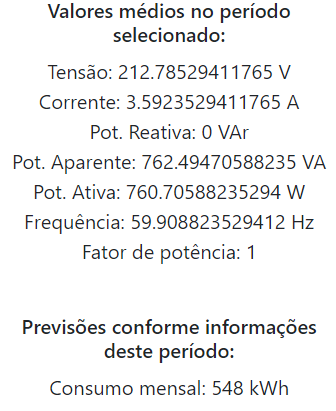 Valores médios no período
selecionado:
Tensão: 212.78529411765 V
Corrente: 3.5923529411765 A
Pot. Reativa: 0 VAr
Pot. Aparente: 762.49470588235 VA
Pot. Ativa: 760.70588235294 W
Frequência: 59.908823529412 Hz
Fator de potência: 1
Previsões conforme informações
deste período:
Consumo mensal: 548 kWh